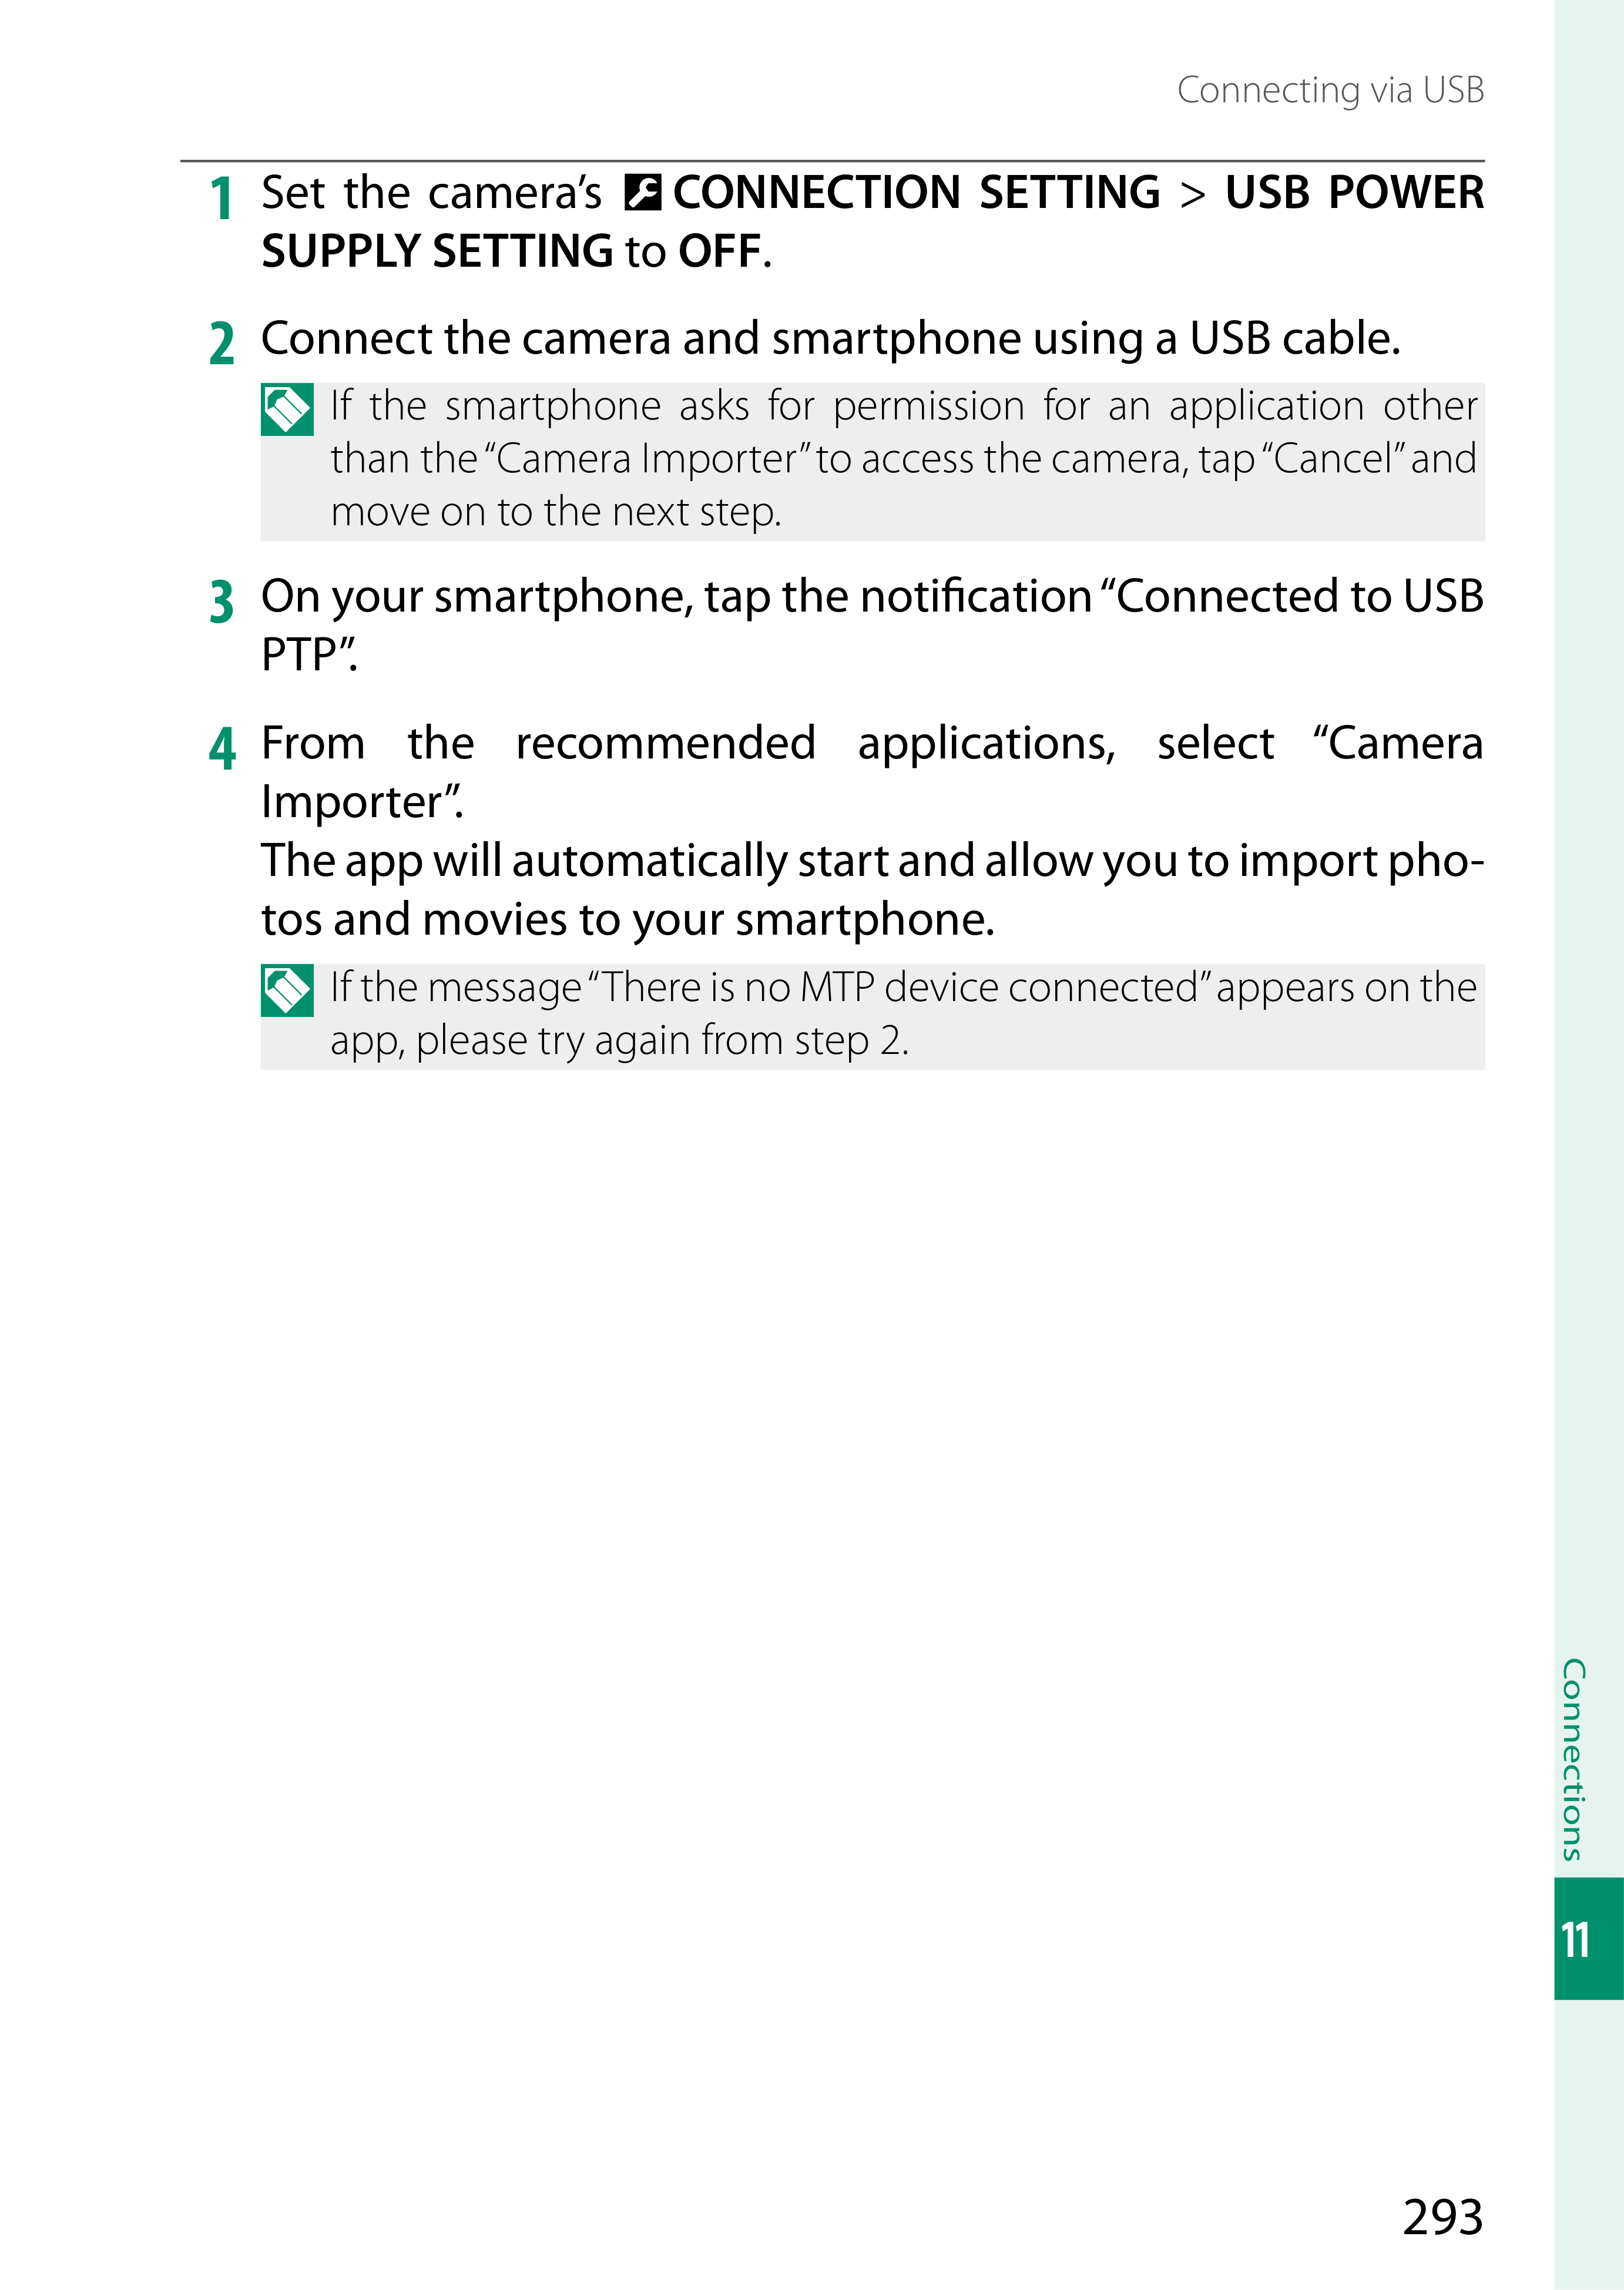 Connecting via USB
1 Set the camera’s CONNECTION SETTING > USB POWER
SUPPLY SETTING to OFF.
2 Connect the camera and smartphone using a USB cable.
If the smartphone asks for permission for an application other
than the “Camera Importer” to access the camera, tap “Cancel” and
move on to the next step.
3 On your smartphone, tap the notification “Connected to USB
PTP”.
4 From the recommended applications, select “Camera
Importer”.
The app will automatically start and allow you to import pho-
tos and movies to your smartphone.
If the message “There is no MTP device connected” appears on the
app, please try again from step 2.
Connections
11
293